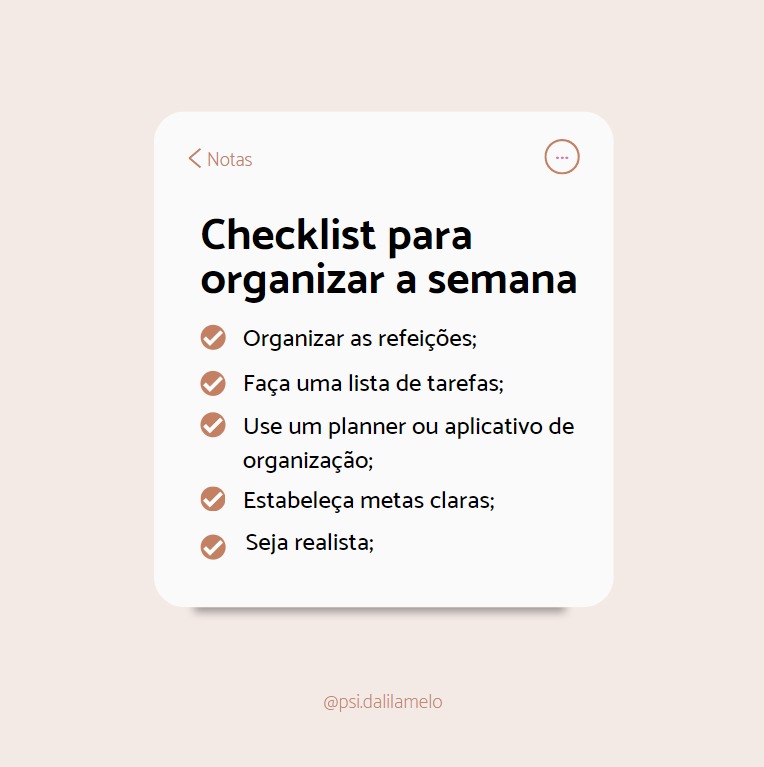 Notas
...
Checklist para
organizar a semana
Organizar as refeições;
Faça uma lista de tarefas;
Use um planner ou aplicativo de
organização;
Estabeleça metas claras;
Seja realista;
@psi.dalilamelo